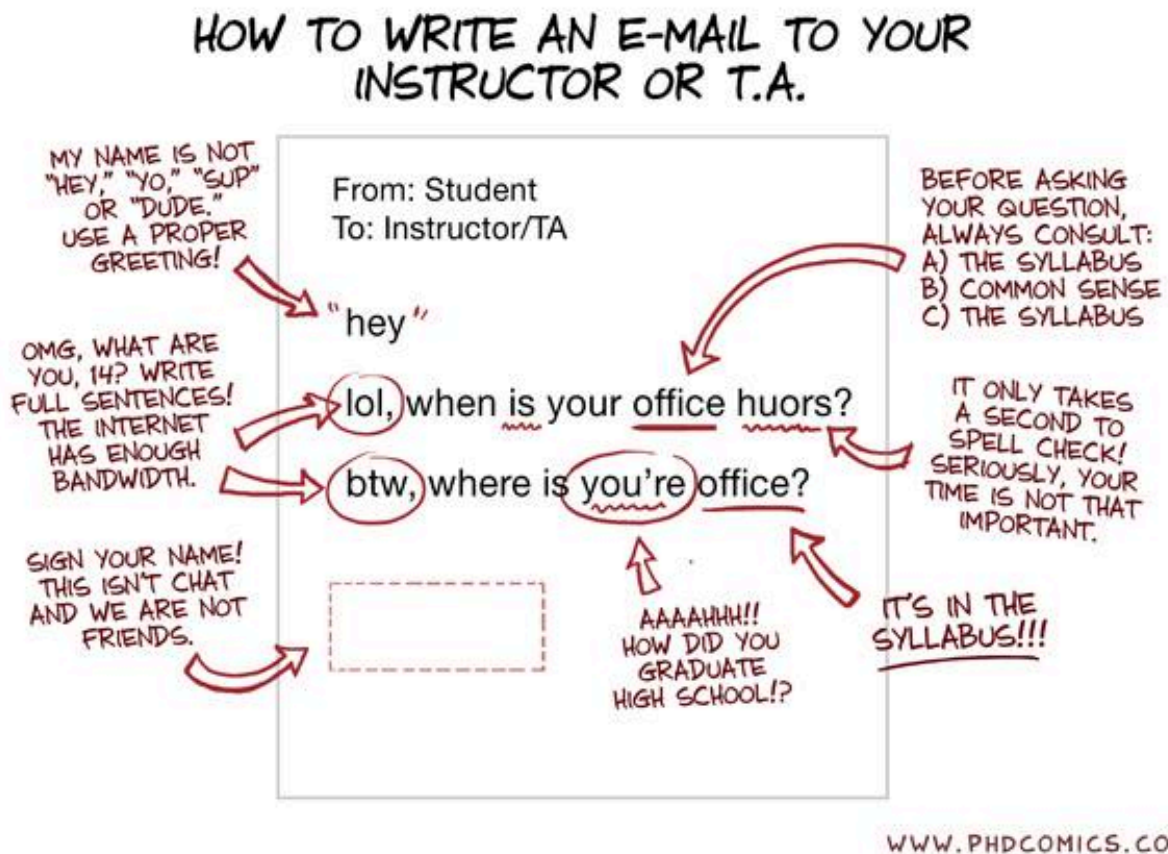 HOW TO WRITE AN E-MAIL TO YOUR
INSTRUCTOR OR T.A.
MY NAME IS NOT
"HEY," "YO," "SUP"
OR "DUDE."
USE A PROPER
GREETING!
OMG, WHAT ARE
YOU, 14? WRITE
FULL SENTENCES!
THE INTERNET
HAS ENOUGH
BANDWIDTH.
SIGN YOUR NAME!
THIS ISN'T CHAT
AND WE ARE NOT
FRIENDS.
From: Student
To: Instructor/TA
"hey"
lol, when is your office huors?
btw, where is you're office?
AAAAHHH!!
HOW DID YOU
GRADUATE
HIGH SCHOOL!?
BEFORE ASKING
YOUR QUESTION,
ALWAYS CONSULT:
A) THE SYLLABUS
B) COMMON SENSE
C) THE SYLLABUS
IT ONLY TAKES
A SECOND TO
SPELL CHECK!
SERIOUSLY, YOUR
TIME IS NOT THAT
IMPORTANT.
IT'S IN THE
SYLLABUS!!!
WWW.PHDCOMICS.CO